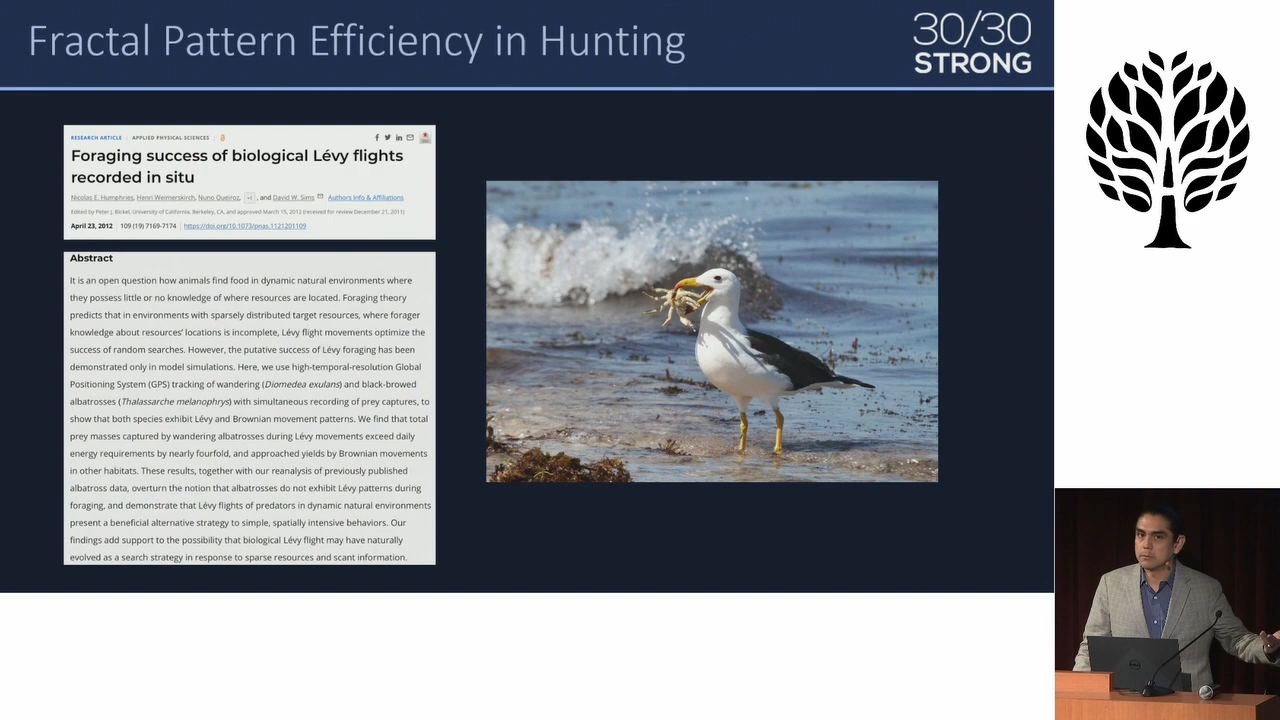 Fractal Pattern Efficiency in Hunting
30/30
STRONG
RESEARCH ARTICLE | APPLIED PHYSICAL SCIENCES
Foraging success of biological Lévy flights
recorded in situ
Nicolas E. Humphries, Henri Weimerskirch, Nuno Queiroz, +1, and David W. Sims Authors Info & Affiliations
Edited by Peter J. Bickel, University of California, Berkeley, CA, and approved March 15, 2012 (received for review December 21, 2011)
April 23, 2012 | 109 (19) 7169-7174 | https://doi.org/10.1073/pnas.1121201109
Abstract
It is an open question how animals find food in dynamic natural environments where
they possess little or no knowledge of where resources are located. Foraging theory
predicts that in environments with sparsely distributed target resources, where forager
knowledge about resources' locations is incomplete, Lévy flight movements optimize the
success of random searches. However, the putative success of Lévy foraging has been
demonstrated only in model simulations. Here, we use high-temporal-resolution Global
Positioning System (GPS) tracking of wandering (Diomedea exulans) and black-browed
albatrosses (Thalassarche melanophrys) with simultaneous recording of prey captures, to
show that both species exhibit Lévy and Brownian movement patterns. We find that total
prey masses captured by wandering albatrosses during Lévy movements exceed daily
energy requirements by nearly fourfold, and approached yields by Brownian movements
in other habitats. These results, together with our reanalysis of previously published
albatross data, overturn the notion that albatrosses do not exhibit Lévy patterns during
foraging, and demonstrate that Lévy flights of predators in dynamic natural environments
present a beneficial alternative strategy to simple, spatially intensive behaviors. Our
findings add support to the possibility that biological Lévy flight may have naturally
evolved as a search strategy in response to sparse resources and scant information.
DELL